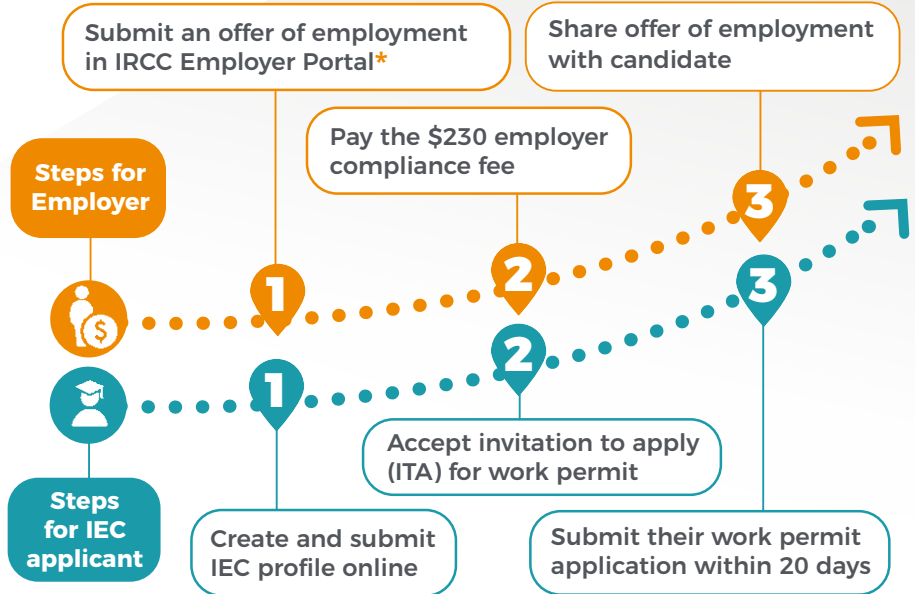 Submit an offer of employment
in IRCC Employer Portal*
Share offer of employment
with candidate
Pay the $230 employer
compliance fee
Steps for
Employer
1
2
3
$
1
2
3
Steps
for IEC
applicant
Create and submit
IEC profile online
Accept invitation to apply
(ITA) for work permit
Submit their work permit
application within 20 days